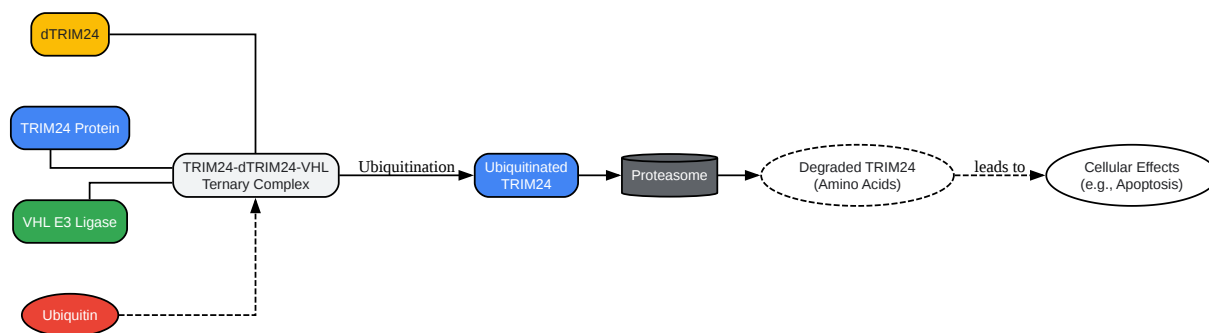 dTRIM24
TRIM24 Protein
VHL E3 Ligase
Ubiquitin
TRIM24-dTRIM24-VHL
Ternary Complex
Ubiquitination
Ubiquitinated
TRIM24
Proteasome
Degraded TRIM24
(Amino Acids)
leads to
Cellular Effects
(e.g., Apoptosis)